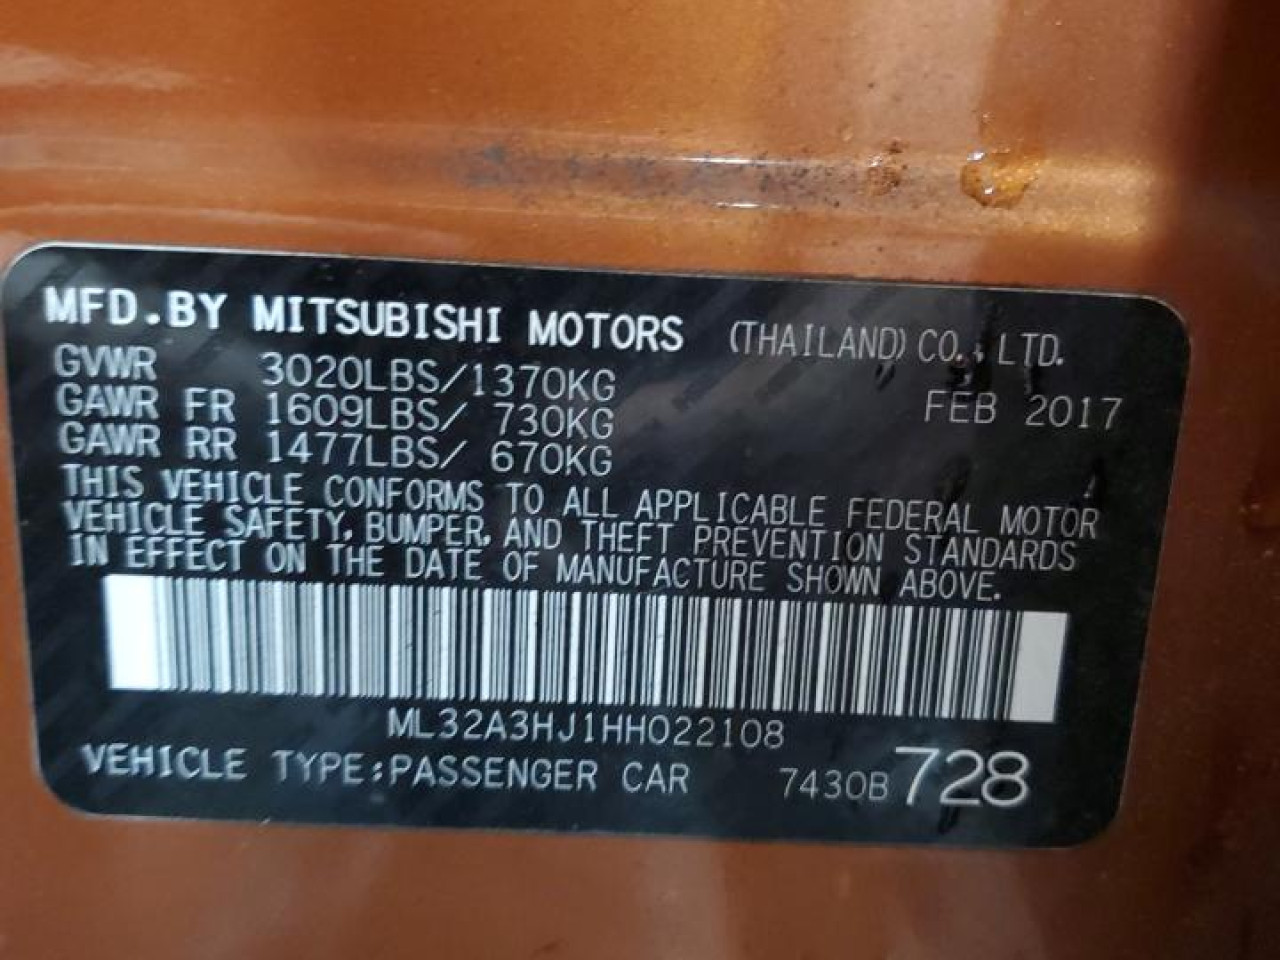 MFD.BY MITSUBISHI MOTORS (THAILAND) CO., LTD.
GVWR 3020LBS/1370KG FEB 2017
GAWR FR 1609LBS/ 730KG
GAWR RR 1477LBS/ 670KG
THIS VEHICLE CONFORMS TO ALL APPLICABLE FEDERAL MOTOR
VEHICLE SAFETY, BUMPER, AND THEFT PREVENTION STANDARDS
IN EFFECT ON THE DATE OF MANUFACTURE SHOWN ABOVE.
ML32A3HJ1HH022108
VEHICLE TYPE:PASSENGER CAR 7430B 728